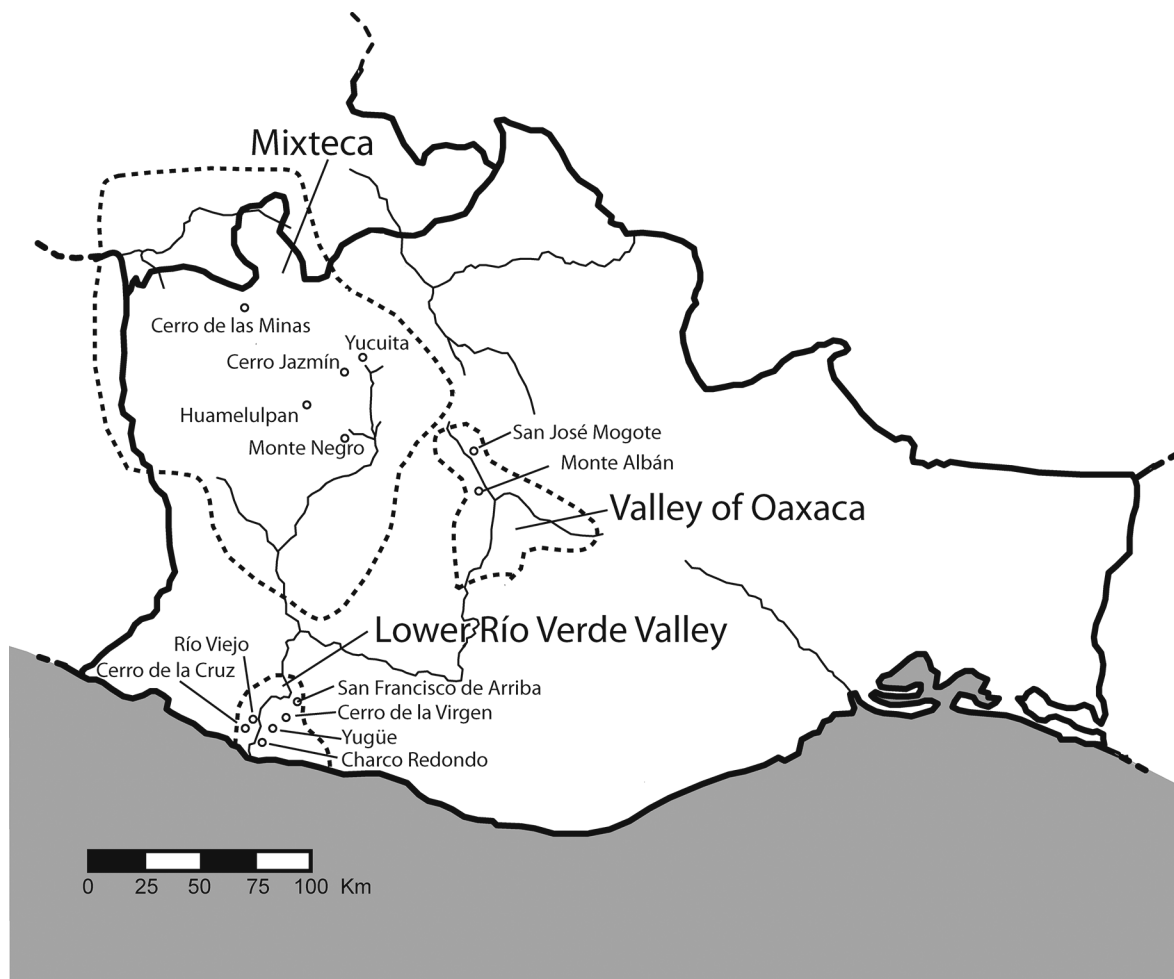 Mixteca
Cerro de las Minas
Yucuita
Cerro Jazmín
Huamelulpan
Monte Negro
San José Mogote
Monte Albán
Valley of Oaxaca
Lower Río Verde Valley
Río Viejo
Cerro de la Cruz
San Francisco de Arriba
Cerro de la Virgen
Yugüe
Charco Redondo
0 25 50 75 100 Km